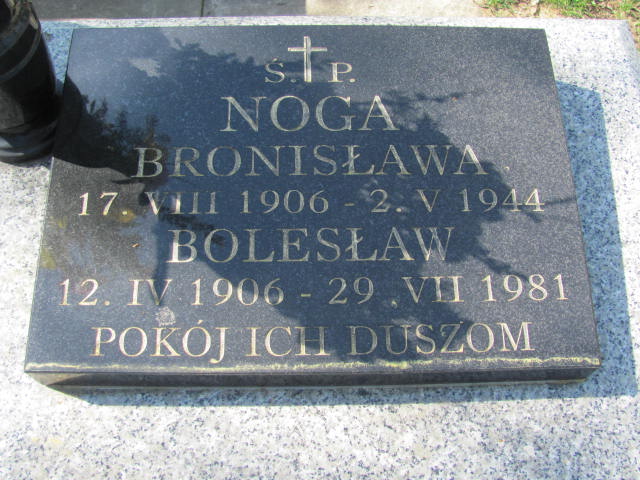 Ś. P.
NOGA
BRONISŁAWA
17. VIII 1906 - 2. V 1944
BOLESŁAW
12. IV 1906 - 29. VII 1981
POKÓJ ICH DUSZOM